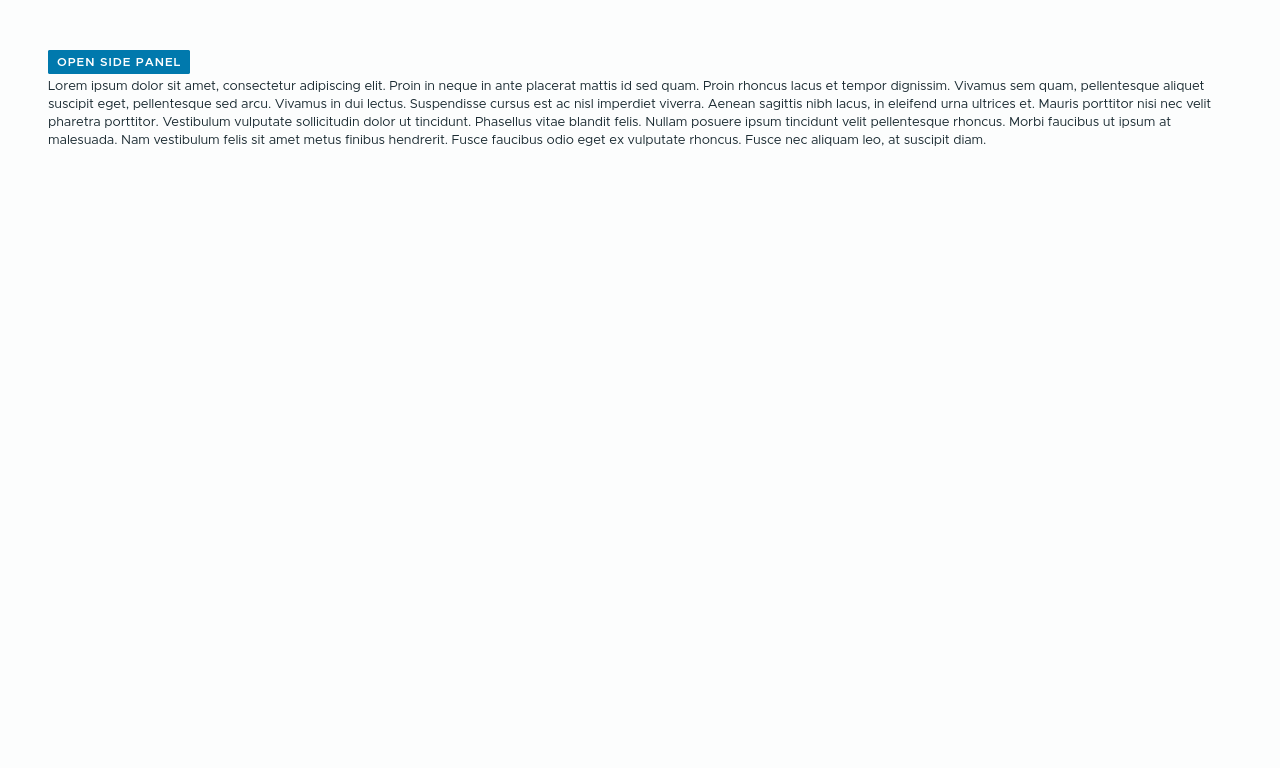 OPEN SIDE PANEL
Lorem ipsum dolor sit amet, consectetur adipiscing elit. Proin in neque in ante placerat mattis id sed quam. Proin rhoncus lacus et tempor dignissim. Vivamus sem quam, pellentesque aliquet
suscipit eget, pellentesque sed arcu. Vivamus in dui lectus. Suspendisse cursus est ac nisl imperdiet viverra. Aenean sagittis nibh lacus, in eleifend urna ultrices et. Mauris porttitor nisi nec velit
pharetra porttitor. Vestibulum vulputate sollicitudin dolor ut tincidunt. Phasellus vitae blandit felis. Nullam posuere ipsum tincidunt velit pellentesque rhoncus. Morbi faucibus ut ipsum at
malesuada. Nam vestibulum felis sit amet metus finibus hendrerit. Fusce faucibus odio eget ex vulputate rhoncus. Fusce nec aliquam leo, at suscipit diam.